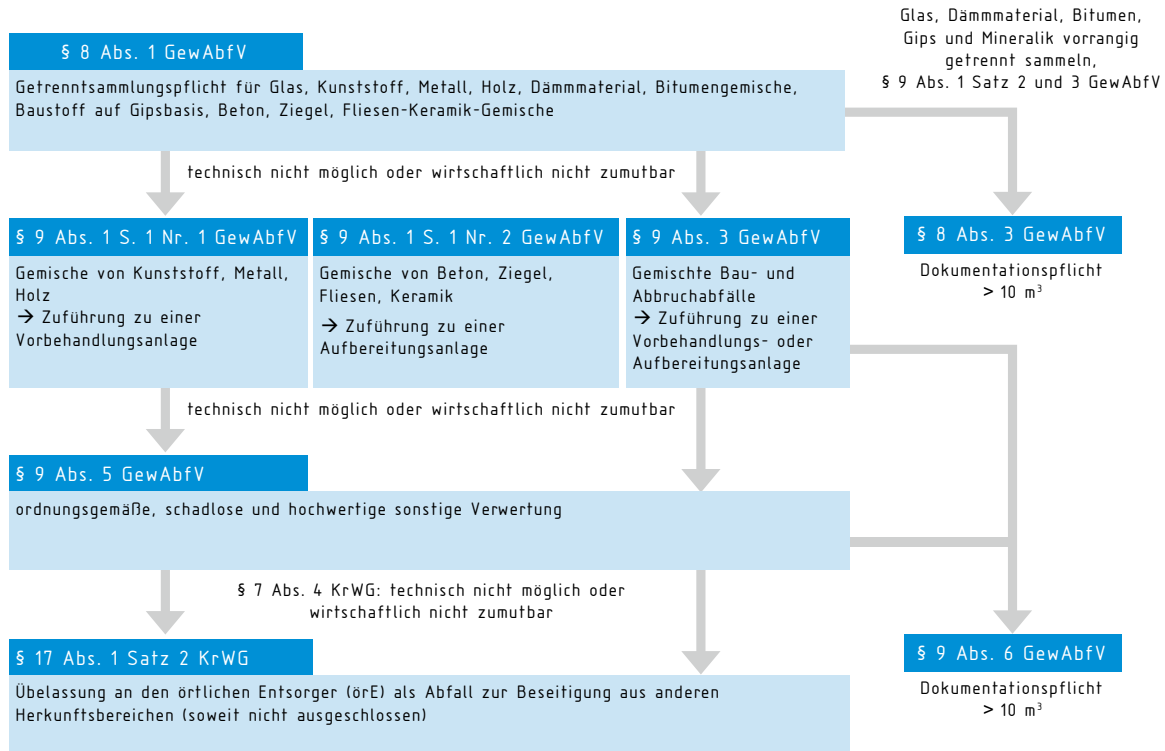 Glas, Dämmmaterial, Bitumen,
Gips und Mineralik vorrangig
getrennt sammeln,
§ 9 Abs. 1 Satz 2 und 3 GewAbfV
§ 8 Abs. 1 GewAbfV
Getrenntsammlungspflicht für Glas, Kunststoff, Metall, Holz, Dämmmaterial, Bitumengemische,
Baustoff auf Gipsbasis, Beton, Ziegel, Fliesen-Keramik-Gemische
technisch nicht möglich oder wirtschaftlich nicht zumutbar
§ 9 Abs. 1 S. 1 Nr. 1 GewAbfV
Gemische von Kunststoff, Metall,
Holz
→ Zuführung zu einer
Vorbehandlungsanlage
§ 9 Abs. 1 S. 1 Nr. 2 GewAbfV
Gemische von Beton, Ziegel,
Fliesen, Keramik
→ Zuführung zu einer
Aufbereitungsanlage
§ 9 Abs. 3 GewAbfV
Gemischte Bau- und
Abbruchabfälle
→ Zuführung zu einer
Vorbehandlungs- oder
Aufbereitungsanlage
§ 8 Abs. 3 GewAbfV
Dokumentationspflicht
> 10 m³
technisch nicht möglich oder wirtschaftlich nicht zumutbar
§ 9 Abs. 5 GewAbfV
ordnungsgemäße, schadlose und hochwertige sonstige Verwertung
§ 7 Abs. 4 KrWG: technisch nicht möglich oder
wirtschaftlich nicht zumutbar
§ 17 Abs. 1 Satz 2 KrWG
Übelassung an den örtlichen Entsorger (örE) als Abfall zur Beseitigung aus anderen
Herkunftsbereichen (soweit nicht ausgeschlossen)
§ 9 Abs. 6 GewAbfV
Dokumentationspflicht
> 10 m³